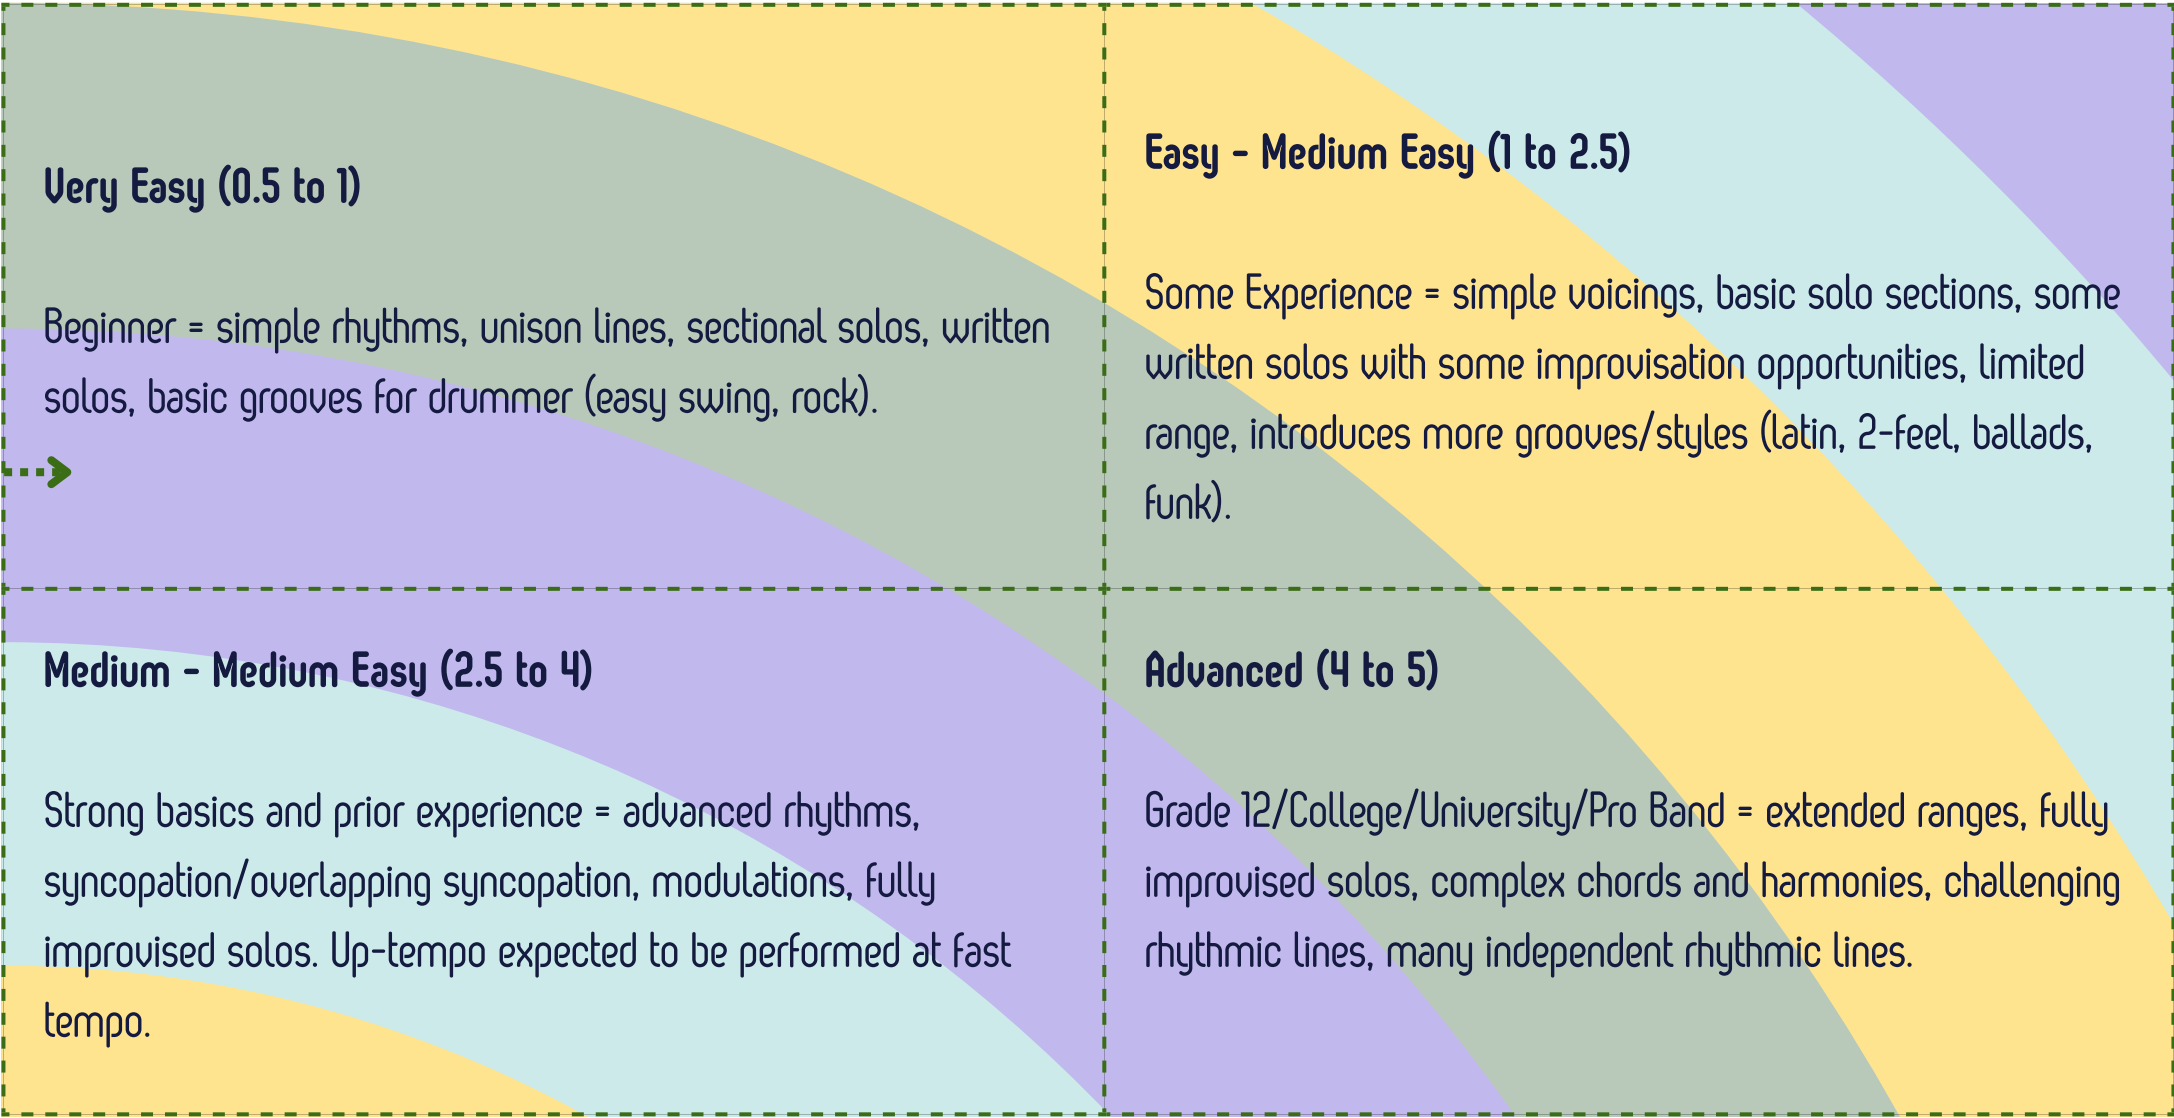 Very Easy (0.5 to 1)
Beginner = simple rhythms, unison lines, sectional solos, written
solos, basic grooves for drummer (easy swing, rock).
Easy - Medium Easy (1 to 2.5)
Some Experience = simple voicings, basic solo sections, some
written solos with some improvisation opportunities, limited
range, introduces more grooves/styles (latin, 2-feel, ballads,
funk).
Medium - Medium Easy (2.5 to 4)
Strong basics and prior experience = advanced rhythms,
syncopation/overlapping syncopation, modulations, fully
improvised solos. Up-tempo expected to be performed at fast
tempo.
Advanced (4 to 5)
Grade 12/College/University/Pro Band = extended ranges, fully
improvised solos, complex chords and harmonies, challenging
rhythmic lines, many independent rhythmic lines.